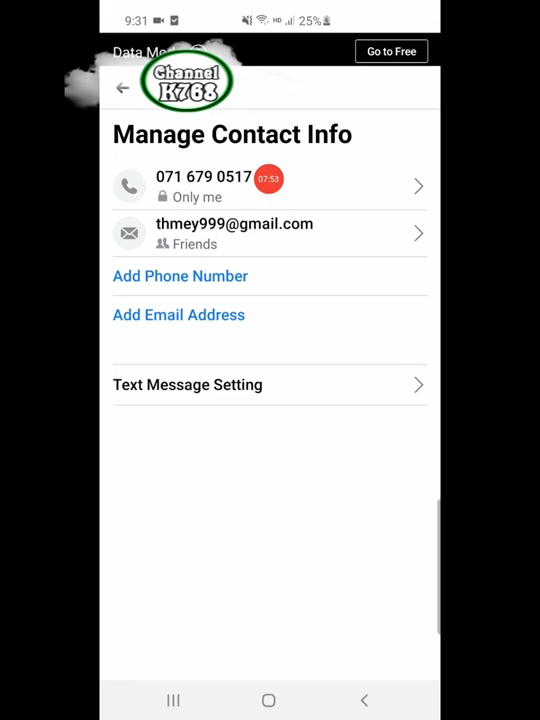 9:31
HD 25%
Data Mo
Go to Free
Channel
K768
Manage Contact Info
071 679 0517
07:53
Only me
thmey999@gmail.com
Friends
Add Phone Number
Add Email Address
Text Message Setting